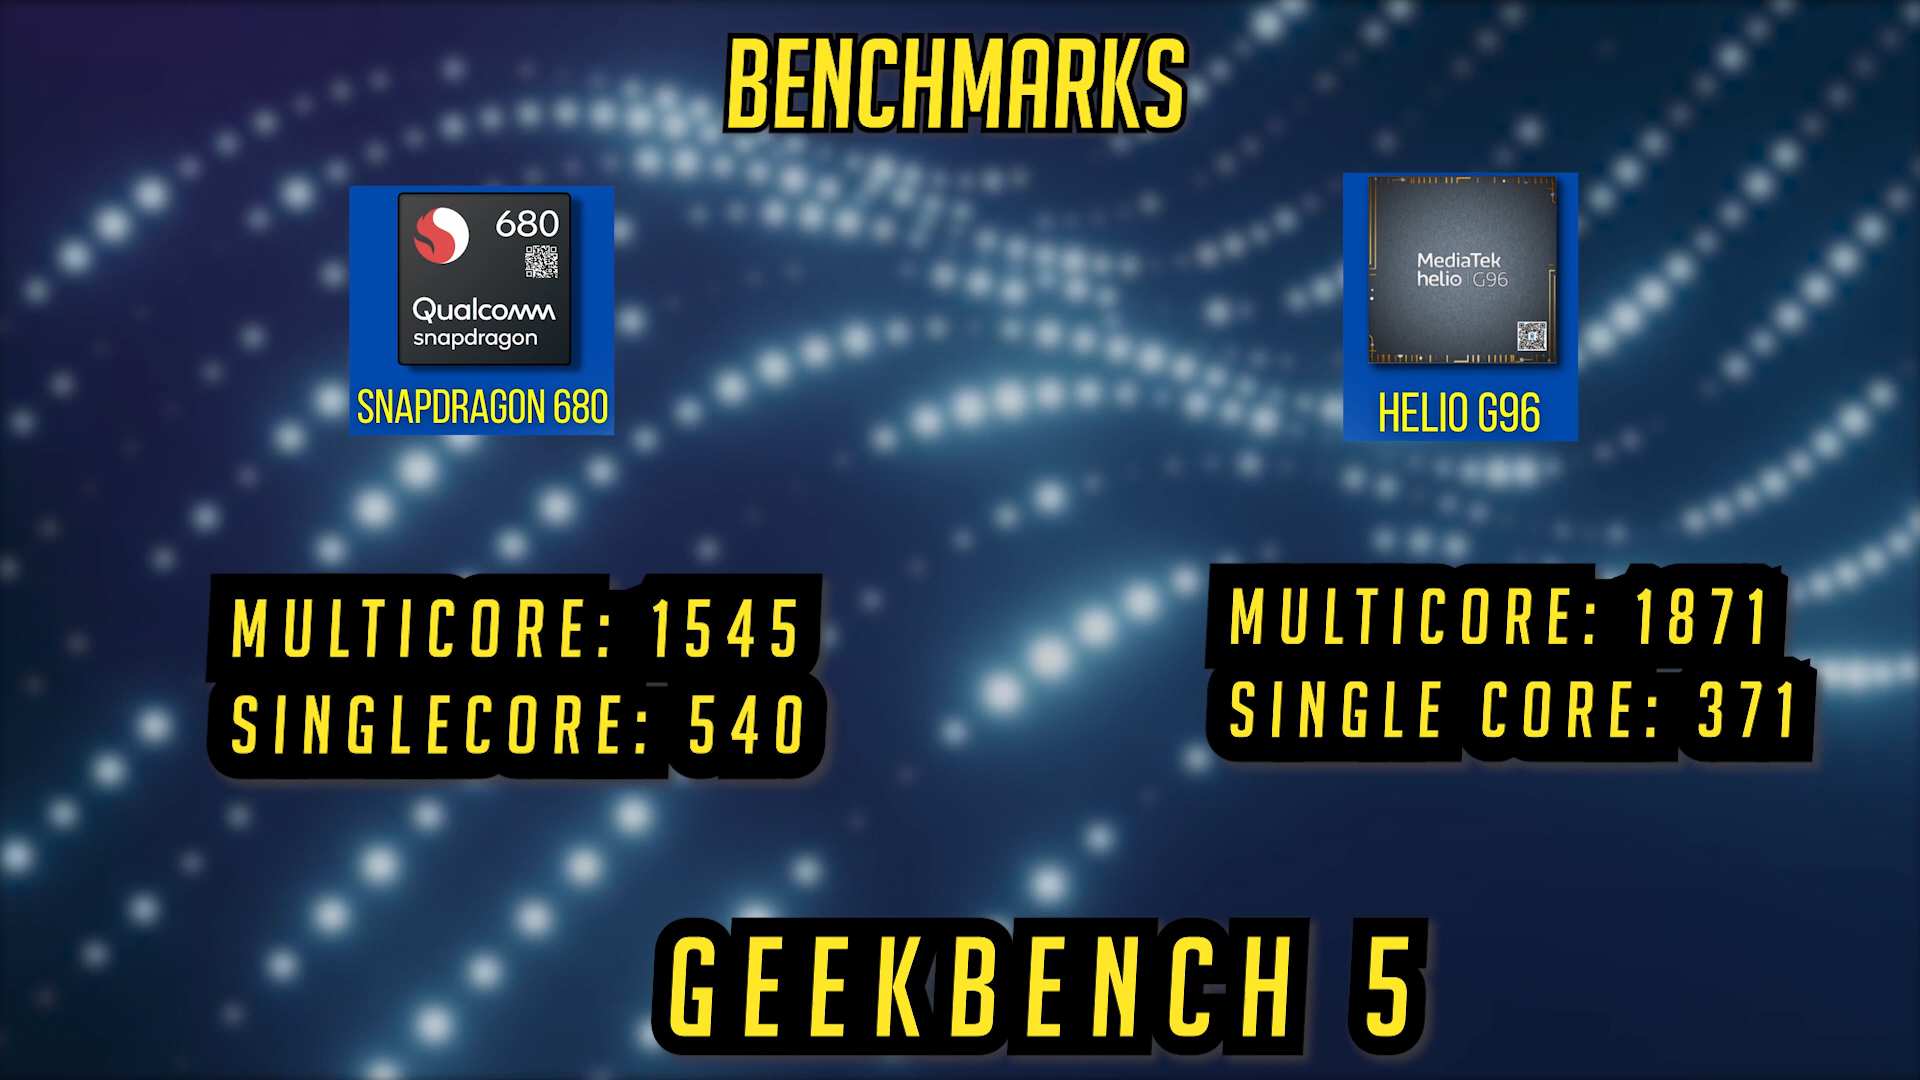 BENCHMARKS
680
Qualcomm
snapdragon
SNAPDRAGON 680
MediaTek
helio G96
HELIO G96
MULTICORE: 1545
SINGLECORE: 540
MULTICORE: 1871
SINGLE CORE: 371
GEEKBENCH 5